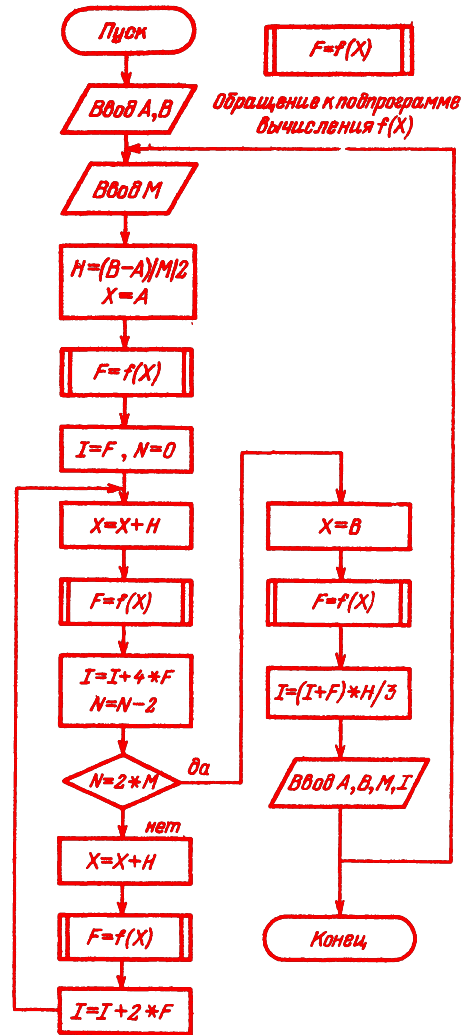 Пуск
Ввод А,В
Ввод М
H=(B-A)/M/2
X=A
F=f(X)
I=F, N=0
X=X+H
F=f(X)
I=I+4*F
N=N-2
N=2*M
да
нет
X=X+H
F=f(X)
I=I+2*F
F=f(X)
Обращение к подпрограмме
вычисления f(X)
X=B
F=f(X)
I=(I+F)*H/3
Ввод А,В,М,I
Конец